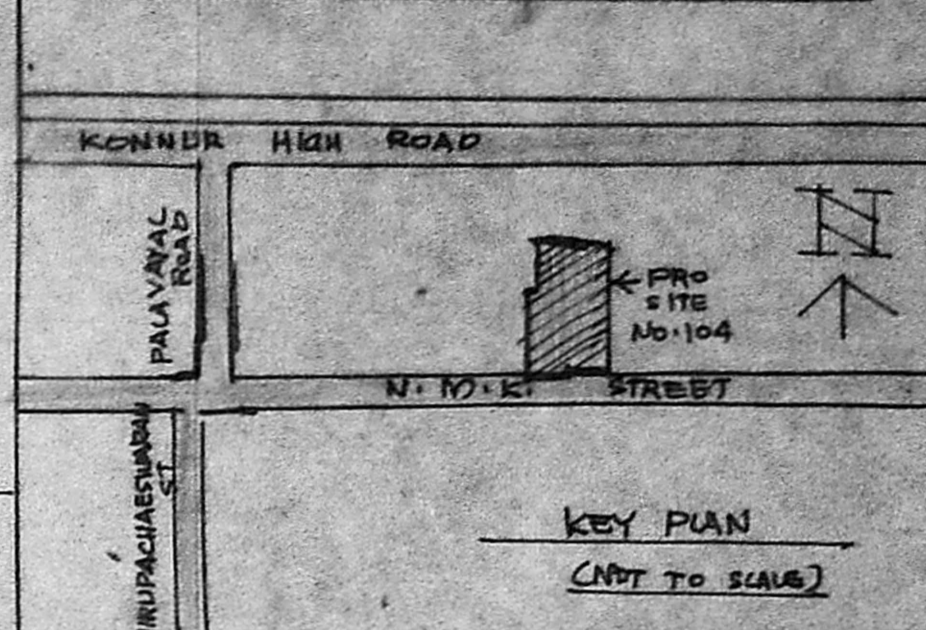 KONNUR HIGH ROAD
PALAVAYAL
ROAD
N
← PRO
SITE
No. 104
N. M. K. STREET
ST
KEY PLAN
(NOT TO SCALE)